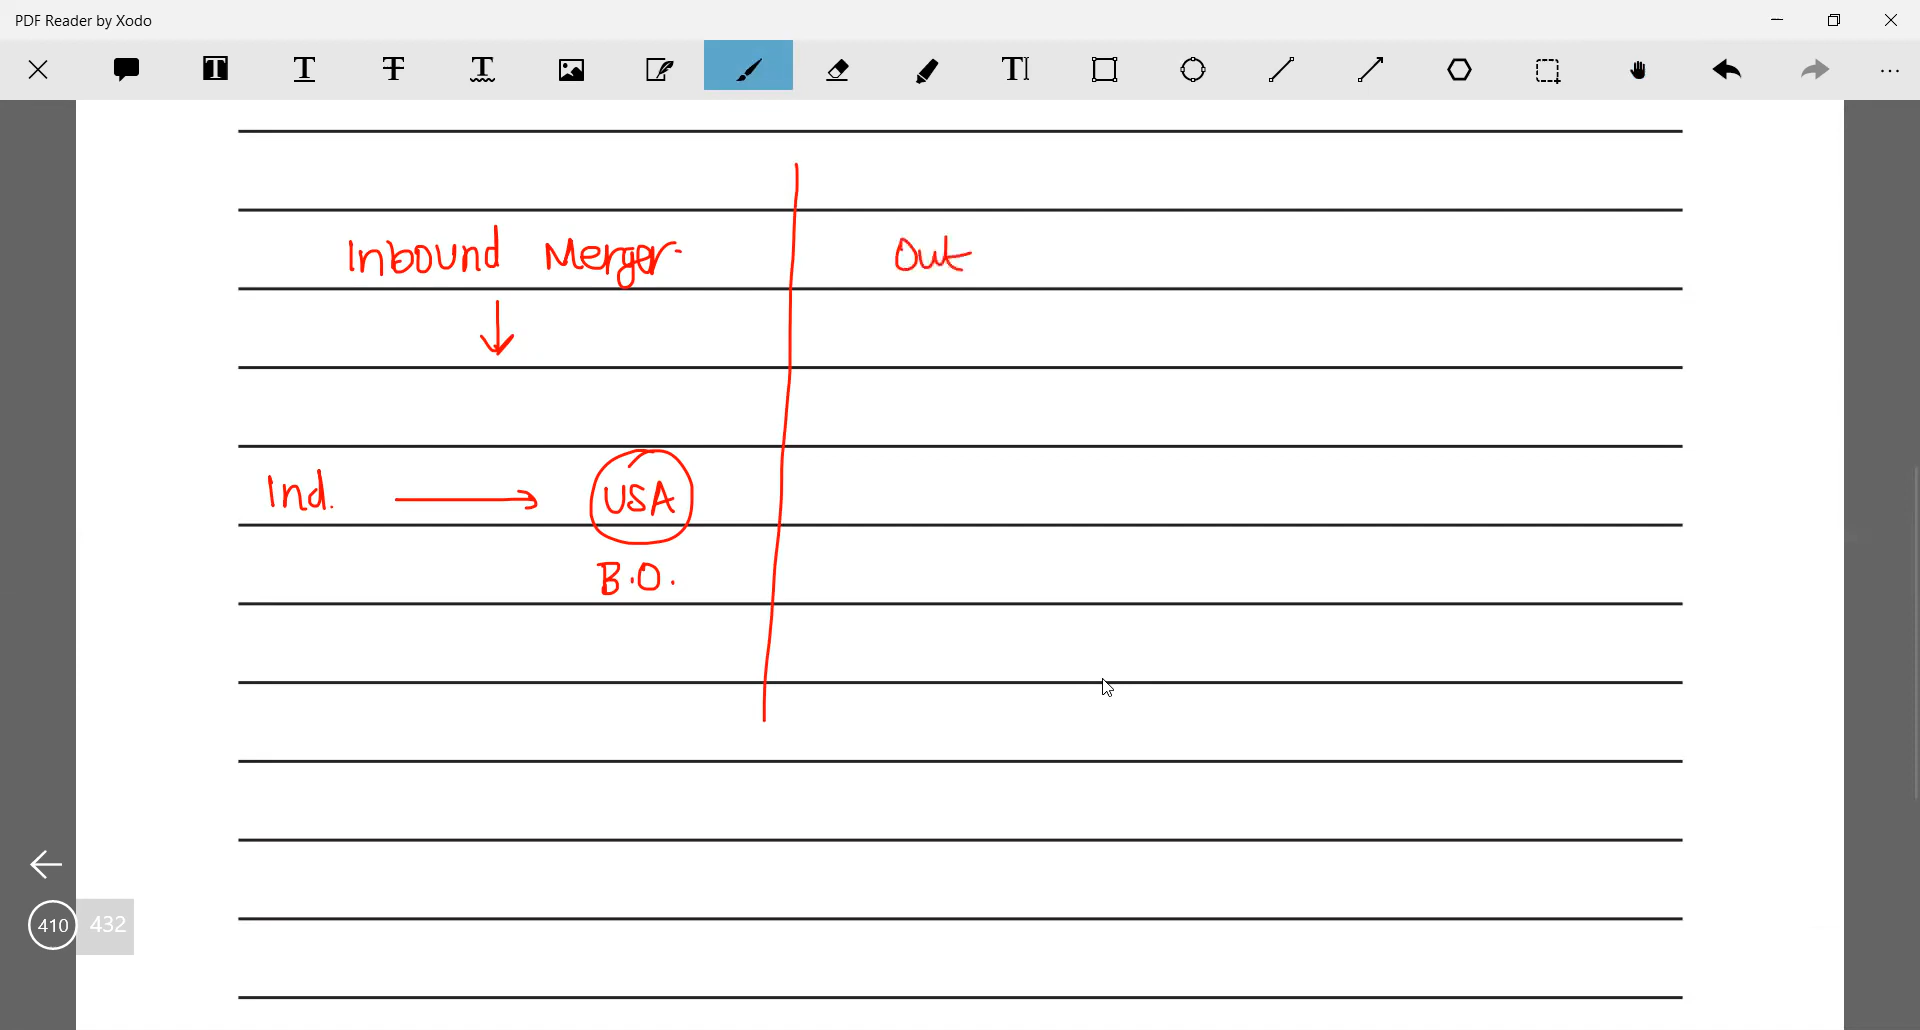 PDF Reader by Xodo
Inbound Merger
Out
Ind. → USA
B.O.
410 432